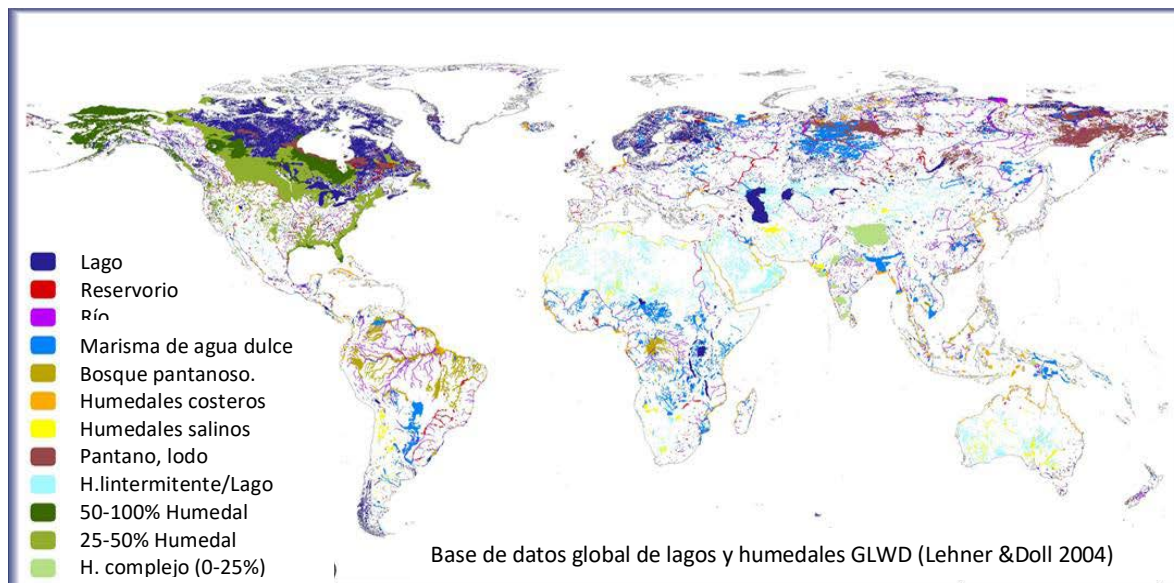 Lago
Reservorio
Río
Marisma de agua dulce
Bosque pantanoso.
Humedales costeros
Humedales salinos
Pantano, lodo
H.lintermitente/Lago
50-100% Humedal
25-50% Humedal
H. complejo (0-25%)
)
Base de datos global de lagos y humedales GLWD (Lehner &Doll 2004)